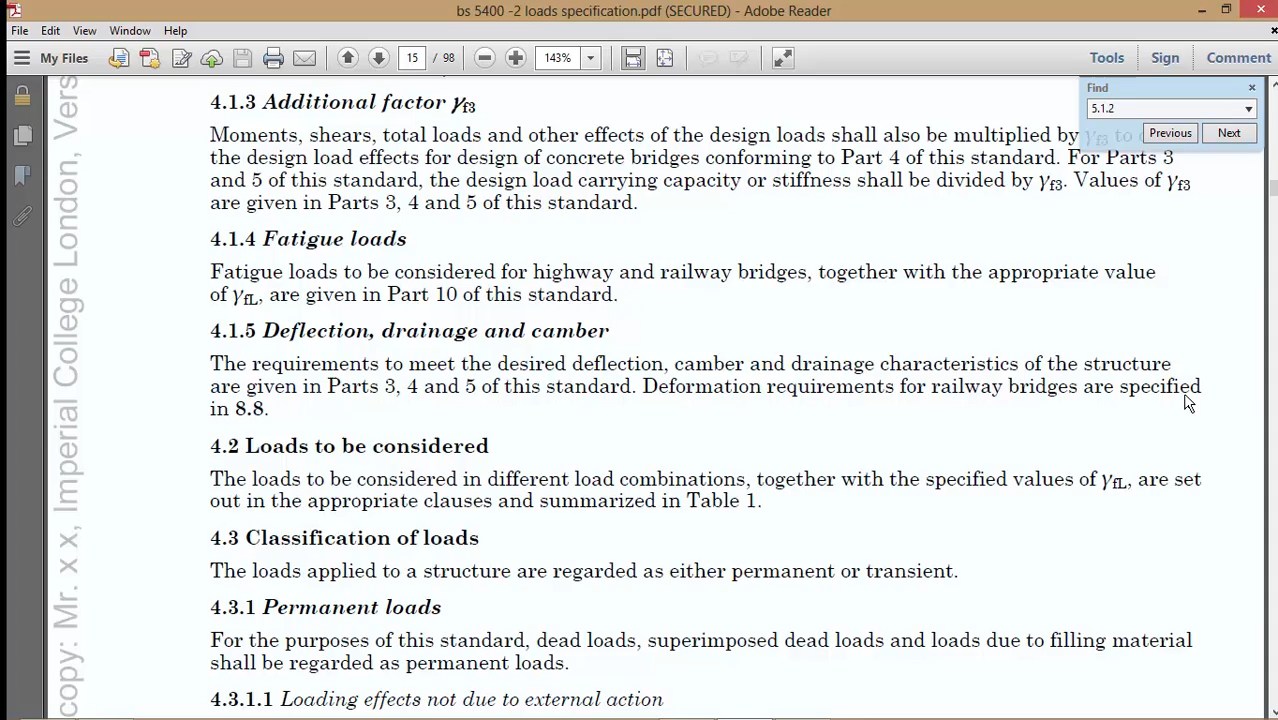 bs 5400 -2 loads specification.pdf (SECURED) - Adobe Reader
File Edit View Window Help
My Files 15 / 98 143% Tools Sign Comment
Find
5.1.2
Previous Next
4.1.3 Additional factor γf3
Moments, shears, total loads and other effects of the design loads shall also be multiplied by γf3 to
the design load effects for design of concrete bridges conforming to Part 4 of this standard. For Parts 3
and 5 of this standard, the design load carrying capacity or stiffness shall be divided by γf3. Values of γf3
are given in Parts 3, 4 and 5 of this standard.
4.1.4 Fatigue loads
Fatigue loads to be considered for highway and railway bridges, together with the appropriate value
of γfL, are given in Part 10 of this standard.
4.1.5 Deflection, drainage and camber
The requirements to meet the desired deflection, camber and drainage characteristics of the structure
are given in Parts 3, 4 and 5 of this standard. Deformation requirements for railway bridges are specified
in 8.8.
4.2 Loads to be considered
The loads to be considered in different load combinations, together with the specified values of γfL, are set
out in the appropriate clauses and summarized in Table 1.
4.3 Classification of loads
The loads applied to a structure are regarded as either permanent or transient.
4.3.1 Permanent loads
For the purposes of this standard, dead loads, superimposed dead loads and loads due to filling material
shall be regarded as permanent loads.
4.3.1.1 Loading effects not due to external action
copy: Mr. x x, Imperial College London, Vers